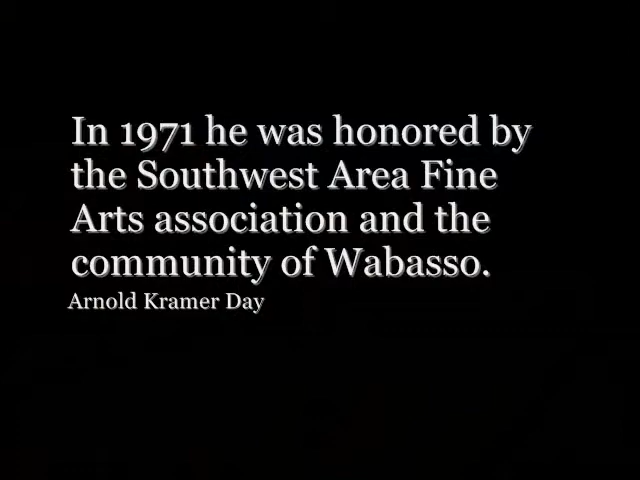 In 1971 he was honored by
the Southwest Area Fine
Arts association and the
community of Wabasso.
Arnold Kramer Day